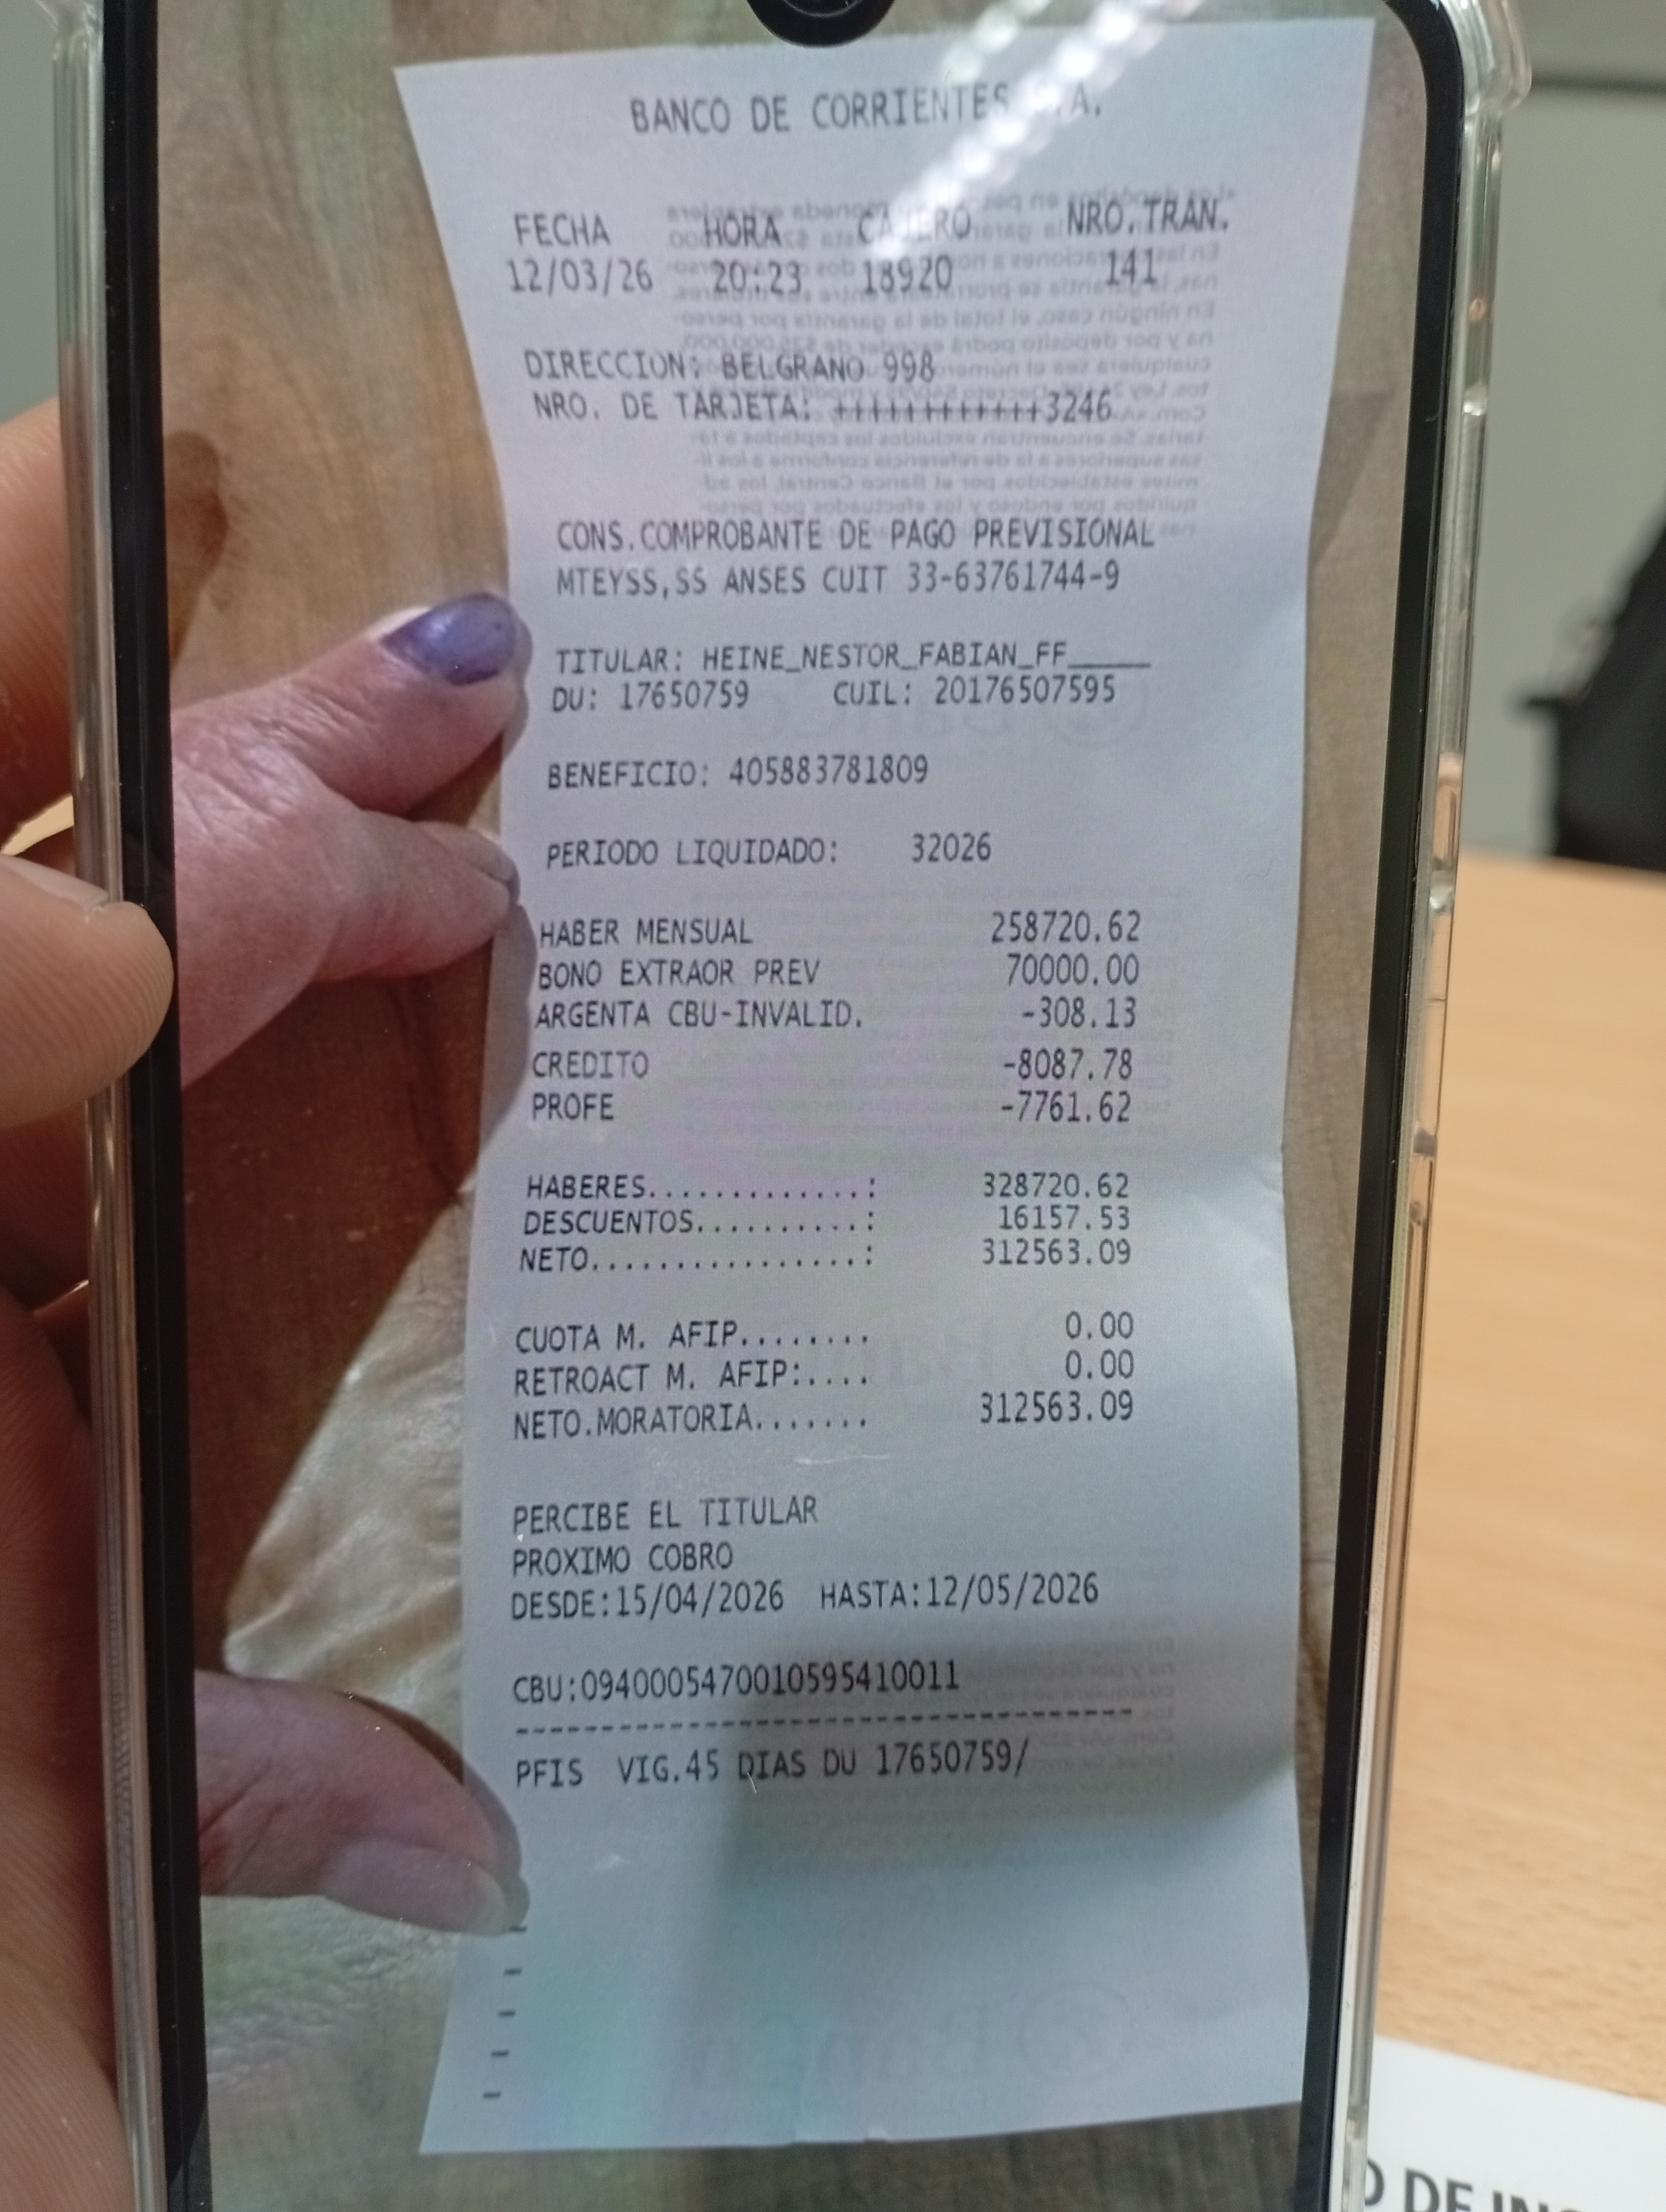 BANCO DE CORRIENTES S.A.
FECHA HORA CAJERO NRO.TRAN.
12/03/26 20:23 18920 141
DIRECCION: BELGRANO 998
NRO. DE TARJETA: ++++++++++++3246
CONS.COMPROBANTE DE PAGO PREVISIONAL
MTEYSS,SS ANSES CUIT 33-63761744-9
TITULAR: HEINE_NESTOR_FABIAN_FF_____
DU: 17650759 CUIL: 20176507595
BENEFICIO: 405883781809
PERIODO LIQUIDADO: 32026
HABER MENSUAL 258720.62
BONO EXTRAOR PREV 70000.00
ARGENTA CBU-INVALID. -308.13
CREDITO -8087.78
PROFE -7761.62
HABERES.............: 328720.62
DESCUENTOS..........: 16157.53
NETO................: 312563.09
CUOTA M. AFIP........ 0.00
RETROACT M. AFIP:.... 0.00
NETO.MORATORIA....... 312563.09
PERCIBE EL TITULAR
PROXIMO COBRO
DESDE:15/04/2026 HASTA:12/05/2026
CBU:0940005470010595410011
-------------------------------------
PFIS VIG.45 DIAS DU 17650759/
DE